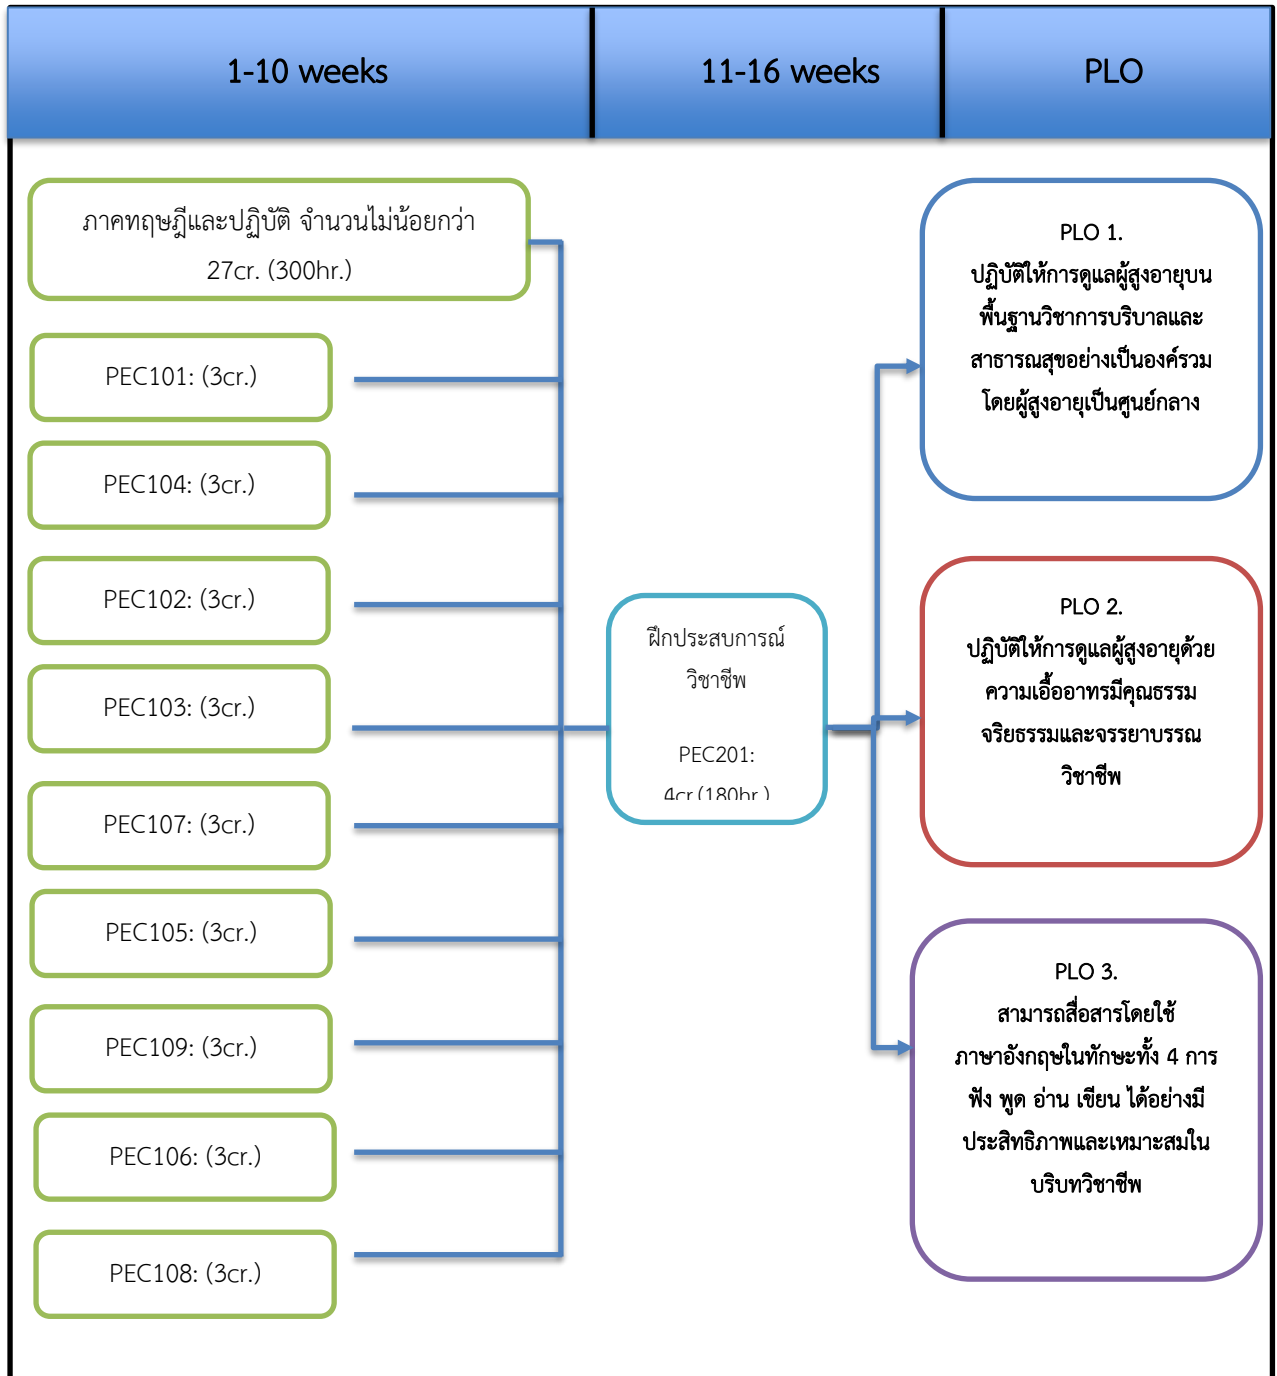 1-10 weeks
11-16 weeks
PLO
ภาคทฤษฎีและปฏิบัติ จำนวนไม่น้อยกว่า
27cr. (300hr.)
PEC101: (3cr.)
PEC104: (3cr.)
PEC102: (3cr.)
PEC103: (3cr.)
PEC107: (3cr.)
PEC105: (3cr.)
PEC109: (3cr.)
PEC106: (3cr.)
PEC108: (3cr.)
ฝึกประสบการณ์
วิชาชีพ
PEC201:
4cr.(180hr.)
PLO 1.
ปฏิบัติให้การดูแลผู้สูงอายุบน
พื้นฐานวิชาการบริบาลและ
สาธารณสุขอย่างเป็นองค์รวม
โดยผู้สูงอายุเป็นศูนย์กลาง
PLO 2.
ปฏิบัติให้การดูแลผู้สูงอายุด้วย
ความเอื้ออาทรมีคุณธรรม
จริยธรรมและจรรยาบรรณ
วิชาชีพ
PLO 3.
สามารถสื่อสารโดยใช้
ภาษาอังกฤษในทักษะทั้ง 4 การ
ฟัง พูด อ่าน เขียน ได้อย่างมี
ประสิทธิภาพและเหมาะสมใน
บริบทวิชาชีพ